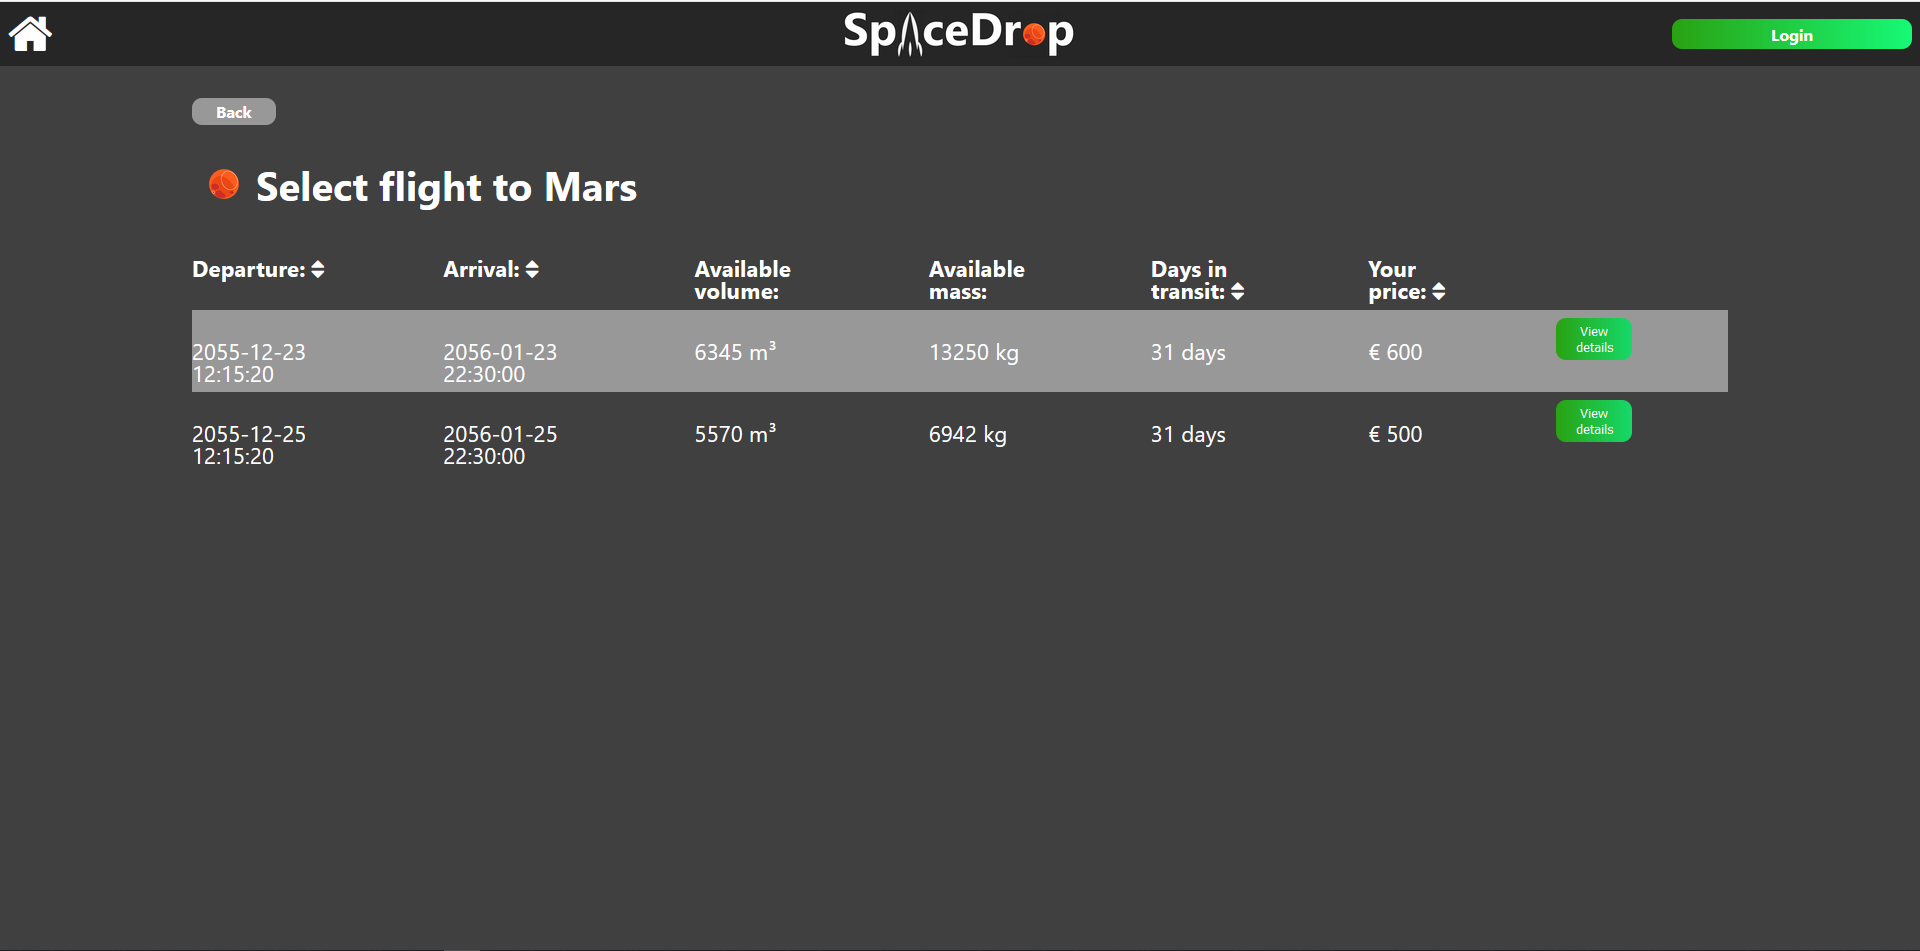 SpaceDrop
Login
Back
Select flight to Mars
Departure: Arrival: Available volume: Available mass: Days in transit: Your price:
2055-12-23 12:15:20 2056-01-23 22:30:00 6345 m³ 13250 kg 31 days € 600 View details
2055-12-25 12:15:20 2056-01-25 22:30:00 5570 m³ 6942 kg 31 days € 500 View details